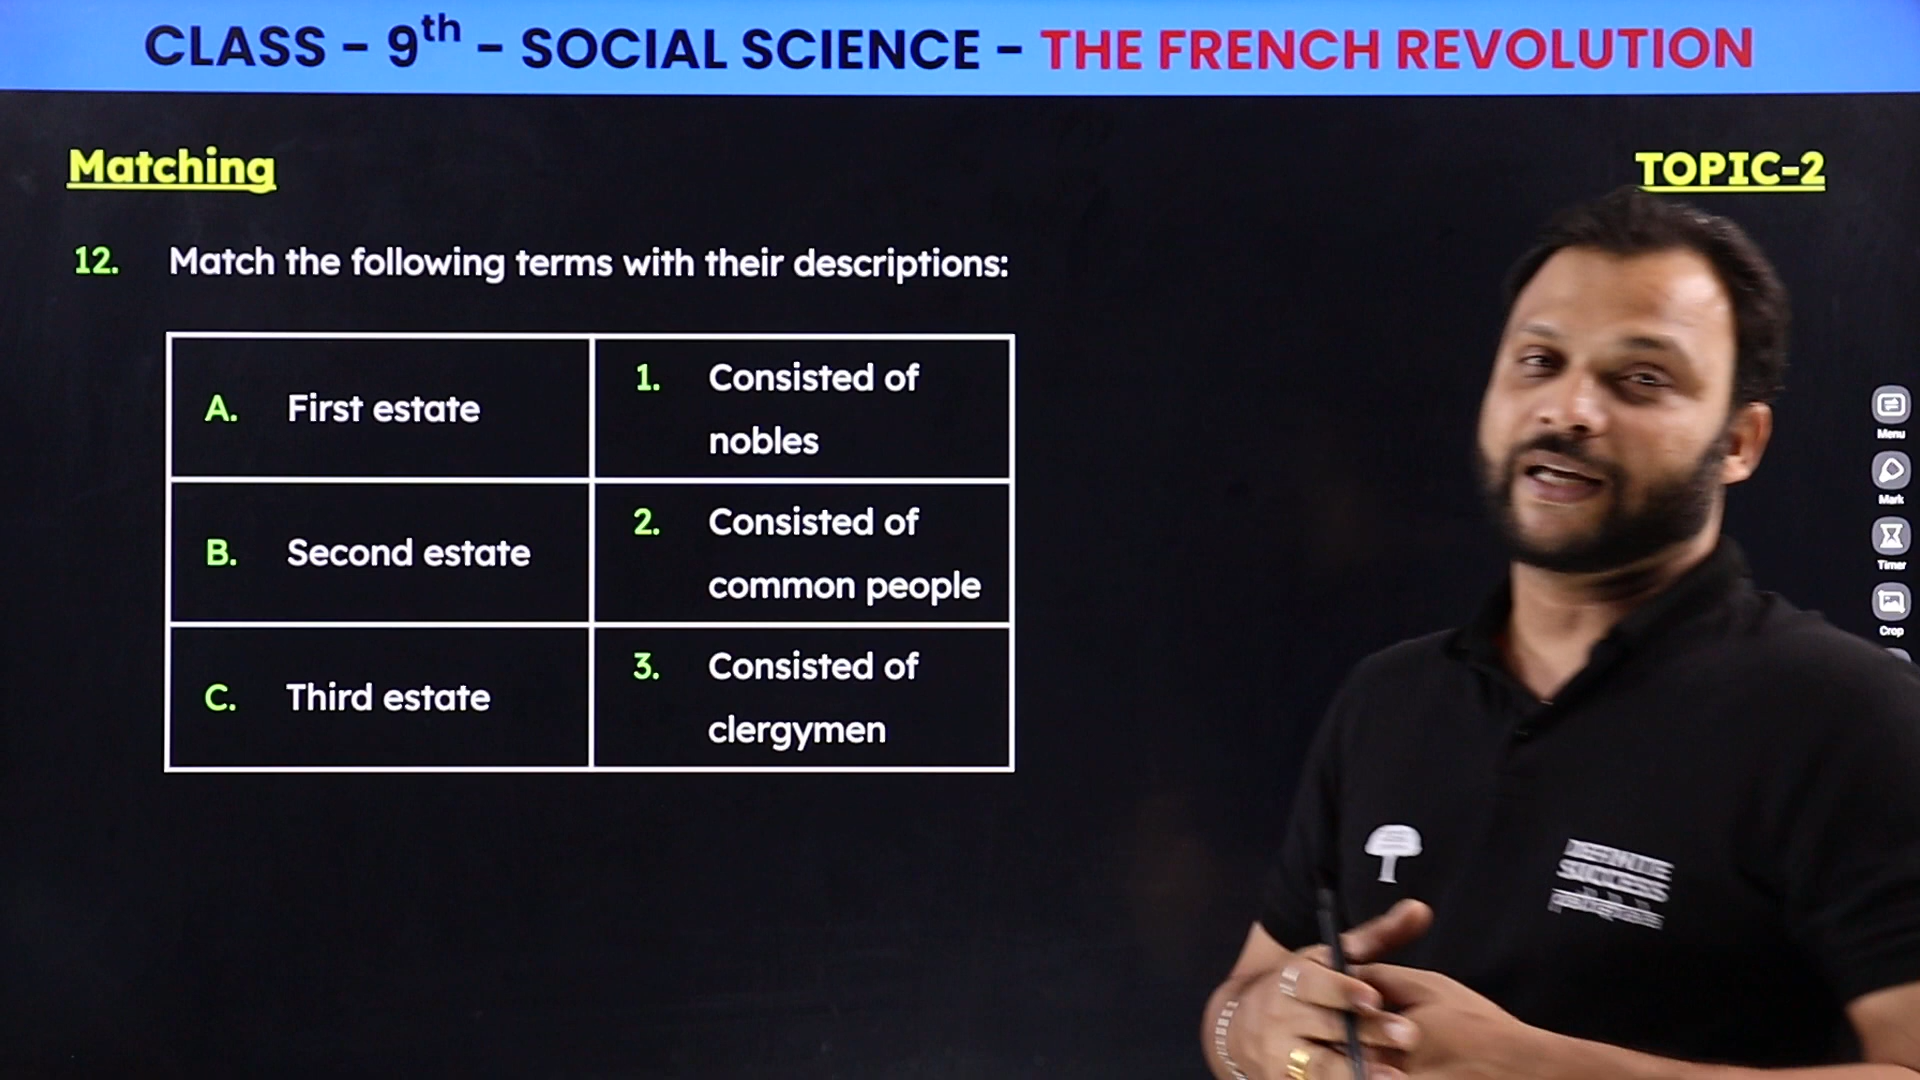 CLASS – 9th – SOCIAL SCIENCE – THE FRENCH REVOLUTION
Matching
TOPIC-2
12. Match the following terms with their descriptions:
A. First estate
1. Consisted of
nobles
B. Second estate
2. Consisted of
common people
C. Third estate
3. Consisted of
clergymen
Menu
Mark
Timer
Crop
DEFINITE
SUCCESS